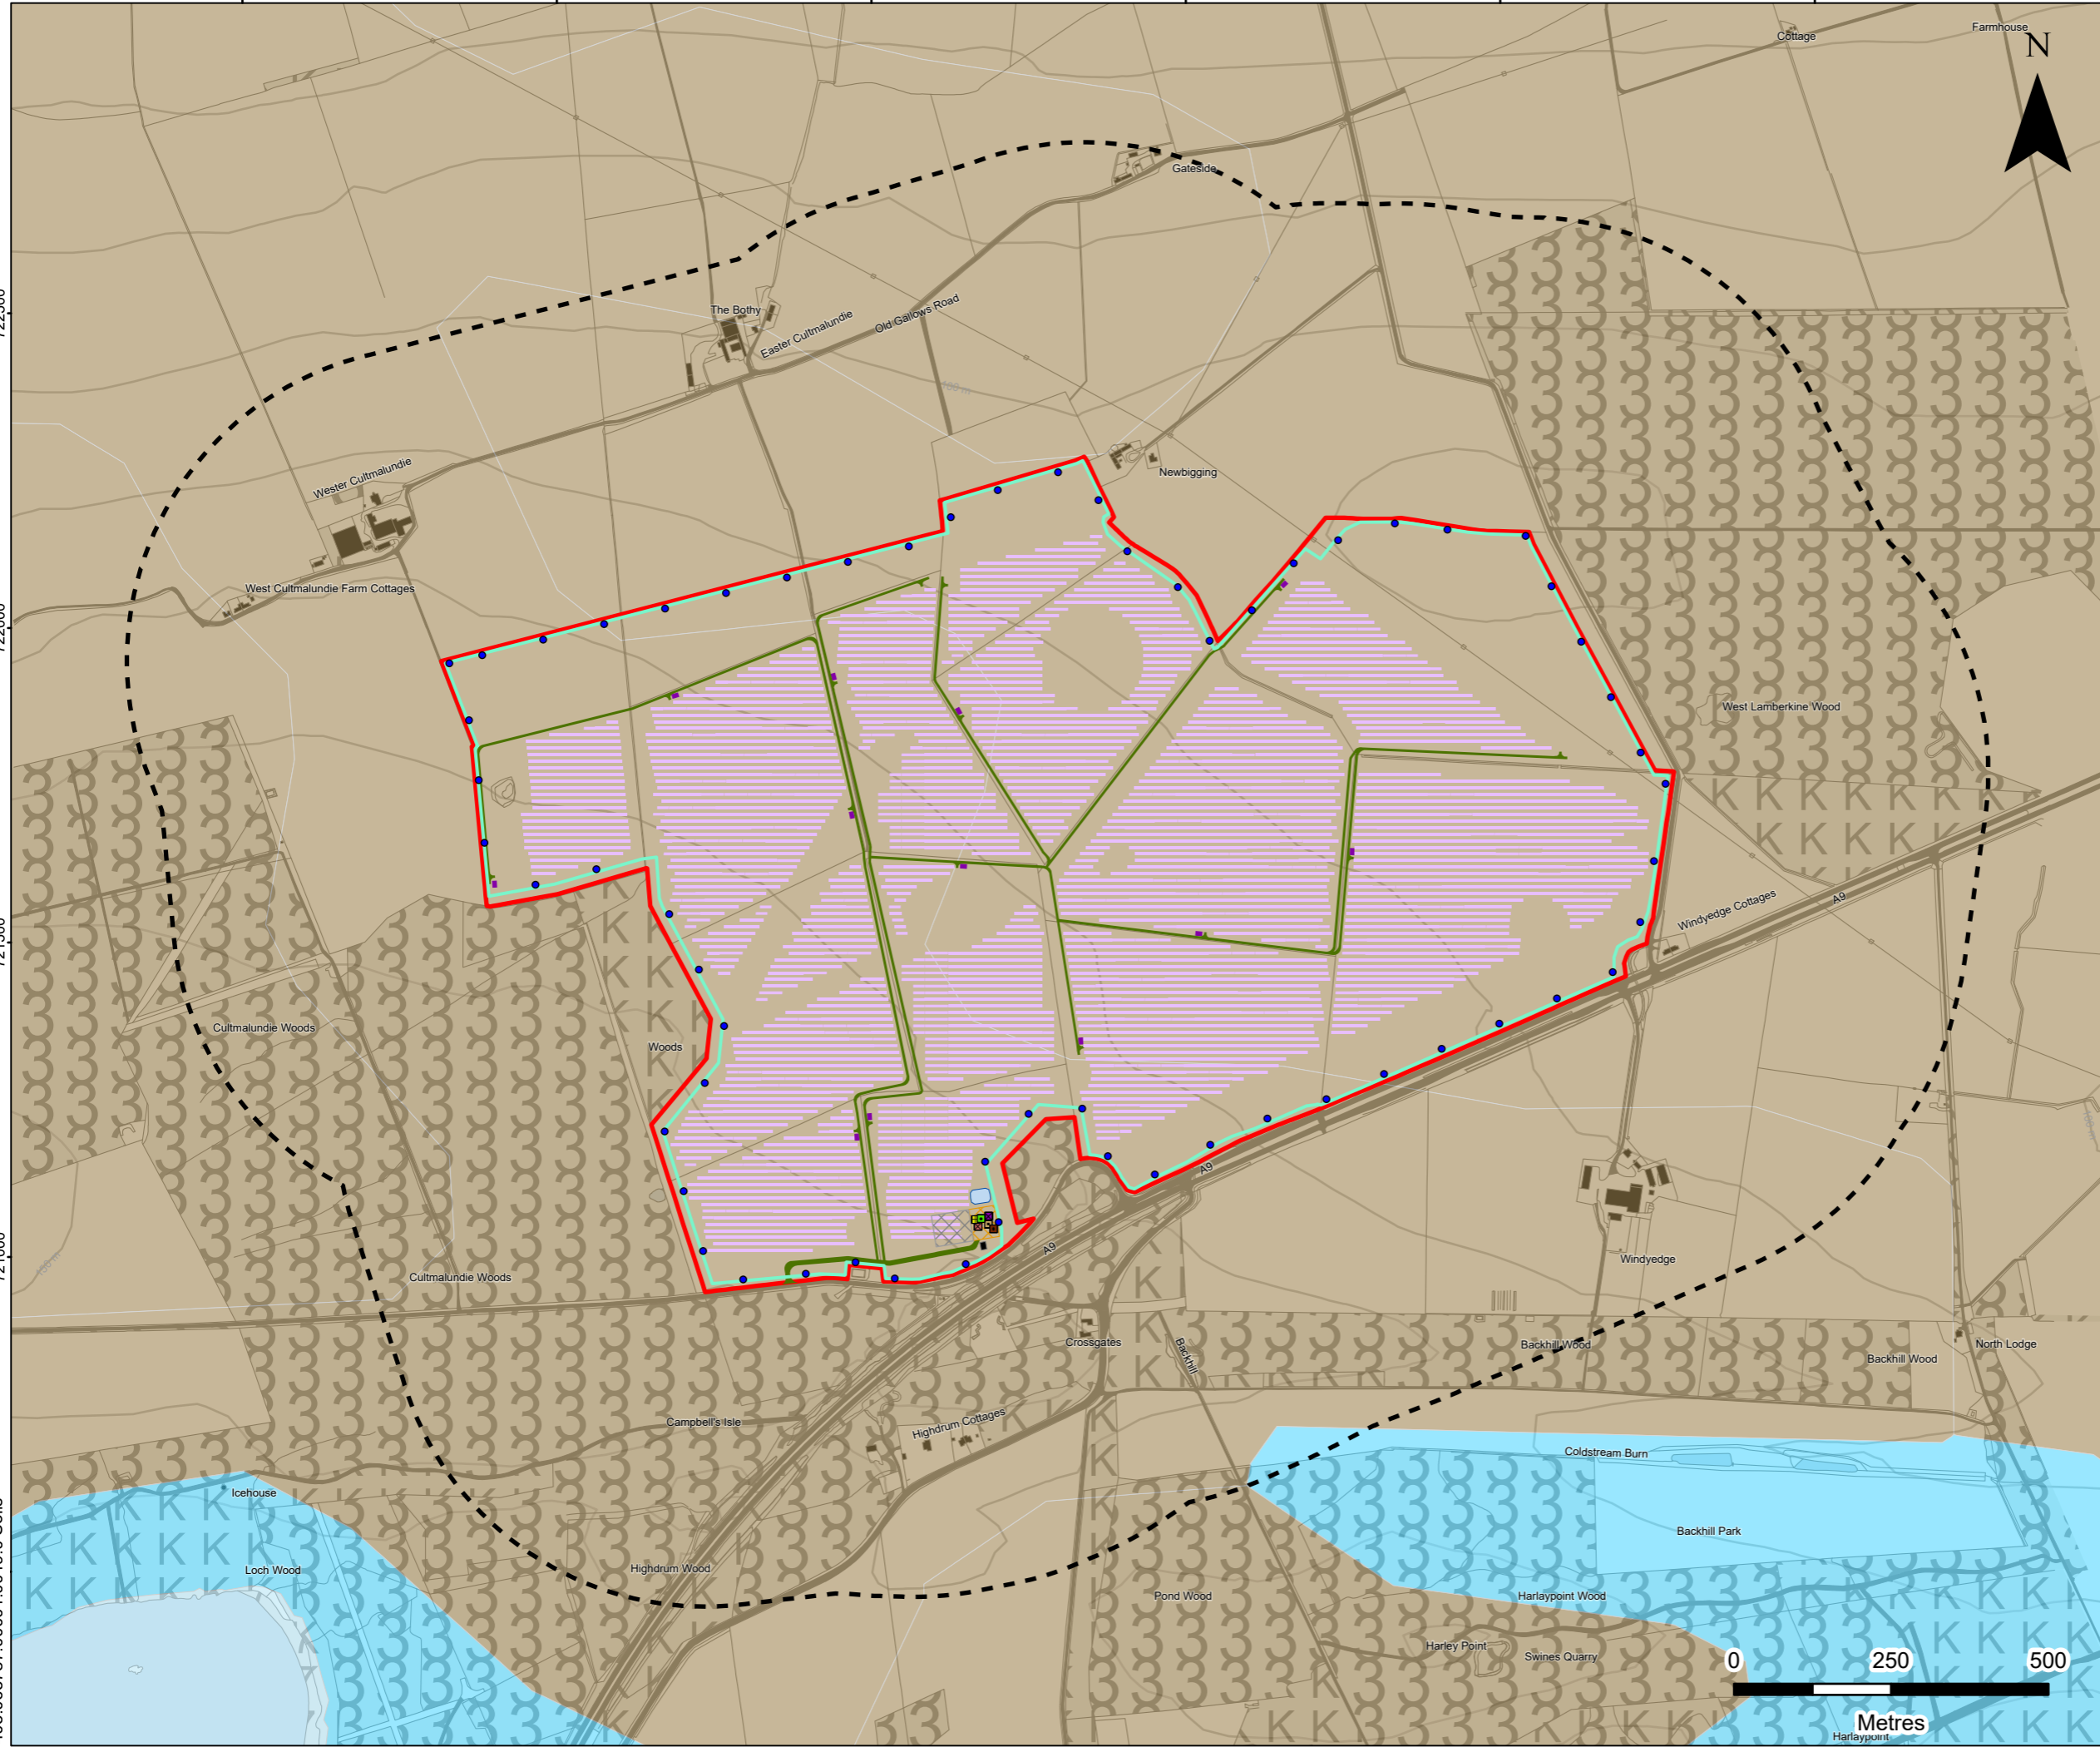 Farmhouse
Cottage
N
Gateside
The Bothy
Easter Cultmalundie
Old Gallows Road
100 m
Wester Cultmalundie
Newbigging
West Cultmalundie Farm Cottages
West Lamberkine Wood
Windyedge Cottages
A9
Cultmalundie Woods
Woods
A9
A9
Windyedge
Cultmalundie Woods
Crossgates
Backhill
Backhill Wood
Backhill Wood
North Lodge
Campbell's Isle
Highdrum Cottages
Coldstream Burn
Icehouse
Backhill Park
Loch Wood
Highdrum Wood
Pond Wood
Harlaypoint Wood
Harley Point
Swines Quarry
0 250 500
Metres
Harlaypoint